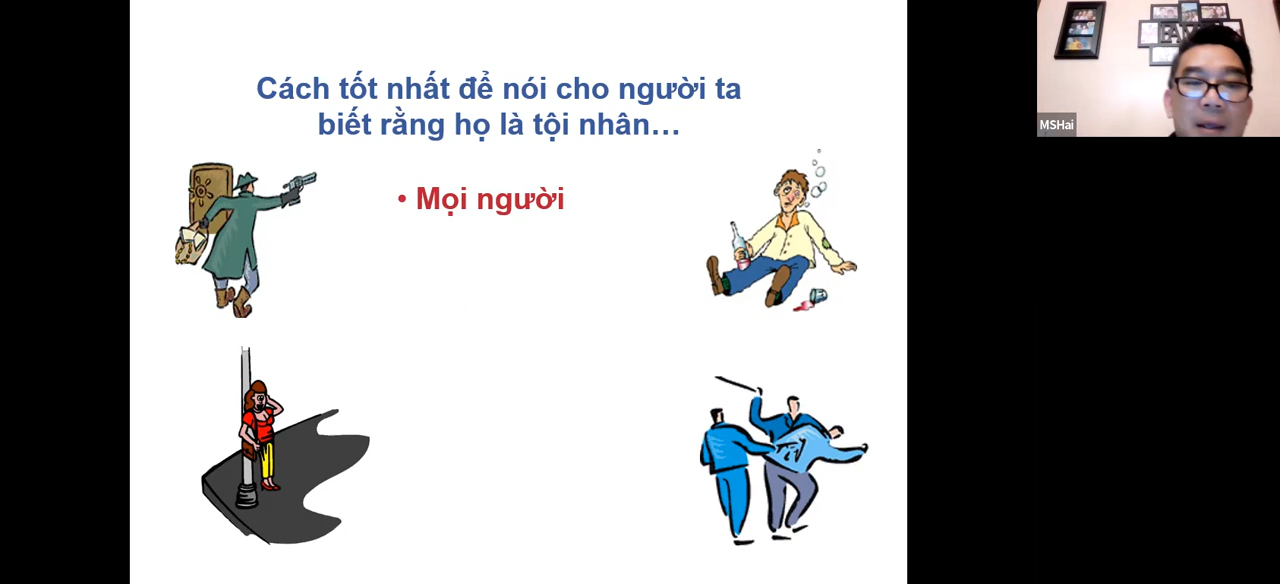 Cách tốt nhất để nói cho người ta
biết rằng họ là tội nhân...
• Mọi người
MSHai